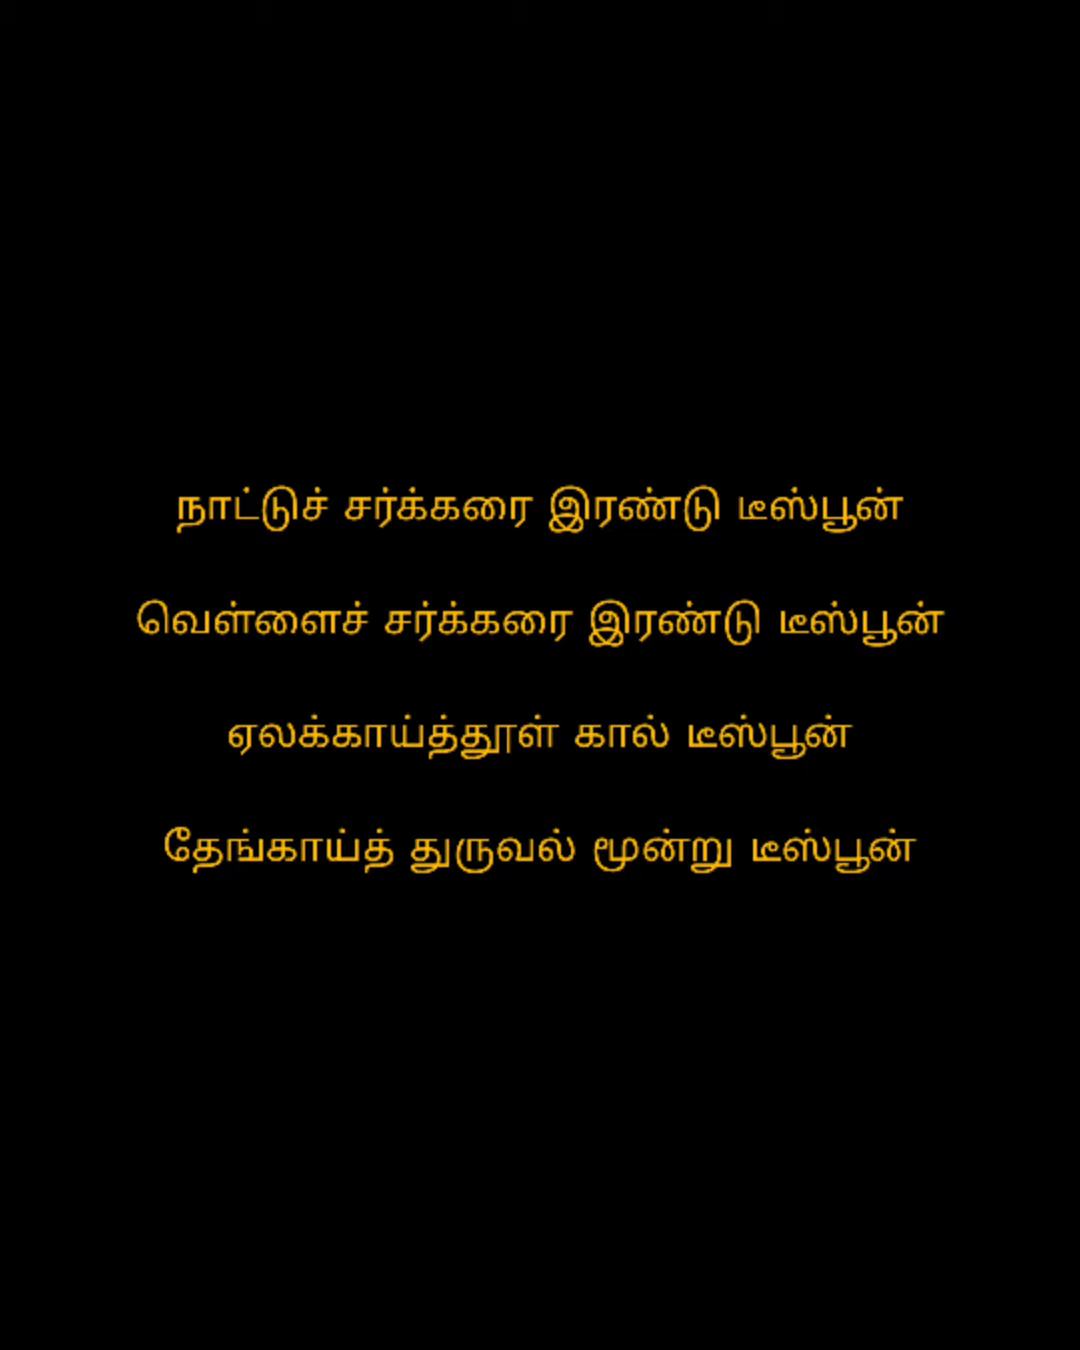 நாட்டுச் சர்க்கரை இரண்டு டீஸ்பூன்
வெள்ளைச் சர்க்கரை இரண்டு டீஸ்பூன்
ஏலக்காய்த்தூள் கால் டீஸ்பூன்
தேங்காய்த் துருவல் மூன்று டீஸ்பூன்